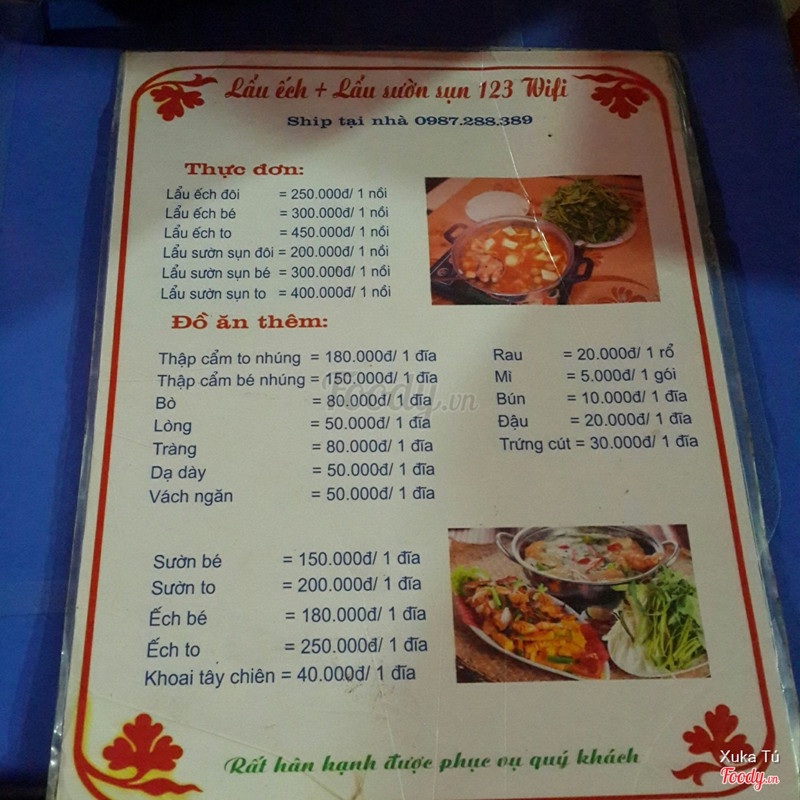 Lẩu ếch + Lẩu sườn sụn 123 Wifi
Ship tại nhà 0987.288.389
Thực đơn:
Lẩu ếch đôi = 250.000đ/ 1 nồi
Lẩu ếch bé = 300.000đ/ 1 nồi
Lẩu ếch to = 450.000đ/ 1 nồi
Lẩu sườn sụn đôi = 200.000đ/ 1 nồi
Lẩu sườn sụn bé = 300.000đ/ 1 nồi
Lẩu sườn sụn to = 400.000đ/ 1 nồi
Đồ ăn thêm:
Thập cẩm to nhúng = 180.000đ/ 1 đĩa
Thập cẩm bé nhúng = 150.000đ/ 1 đĩa
Bò = 80.000đ/ 1 đĩa
Lòng = 50.000đ/ 1 đĩa
Tràng = 80.000đ/ 1 đĩa
Dạ dày = 50.000đ/ 1 đĩa
Vách ngăn = 50.000đ/ 1 đĩa
Rau = 20.000đ/ 1 rổ
Mì = 5.000đ/ 1 gói
Bún = 10.000đ/ 1 đĩa
Đậu = 20.000đ/ 1 đĩa
Trứng cút = 30.000đ/ 1 đĩa
Sườn bé = 150.000đ/ 1 đĩa
Sườn to = 200.000đ/ 1 đĩa
Ếch bé = 180.000đ/ 1 đĩa
Ếch to = 250.000đ/ 1 đĩa
Khoai tây chiên = 40.000đ/ 1 đĩa
Rất hân hạnh được phục vụ quý khách
Foody.vn
Xuka Tú
Foody.vn